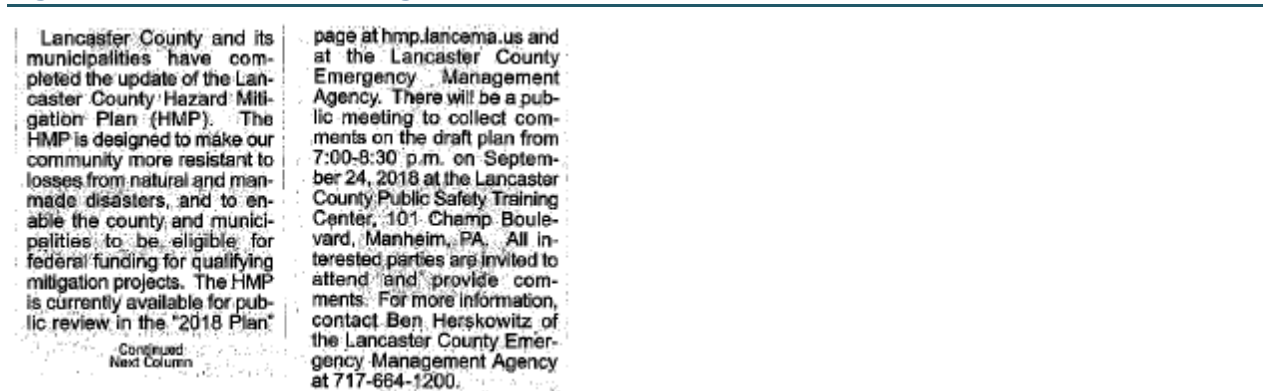 Lancaster County and its
municipalities have com-
pleted the update of the Lan-
caster County Hazard Miti-
gation Plan (HMP). The
HMP is designed to make our
community more resistant to
losses from natural and man-
made disasters, and to en-
able the county and munici-
palities to be eligible for
federal funding for qualifying
mitigation projects. The HMP
is currently available for pub-
lic review in the "2018 Plan"
Continued
Next Column
page at hmp.lancema.us and
at the Lancaster County
Emergency Management
Agency. There will be a pub-
lic meeting to collect com-
ments on the draft plan from
7:00-8:30 p.m. on Septem-
ber 24, 2018 at the Lancaster
County Public Safety Training
Center, 101 Champ Boule-
vard, Manheim, PA. All in-
terested parties are invited to
attend and provide com-
ments. For more information,
contact Ben Herskowitz of
the Lancaster County Emer-
gency Management Agency
at 717-664-1200.